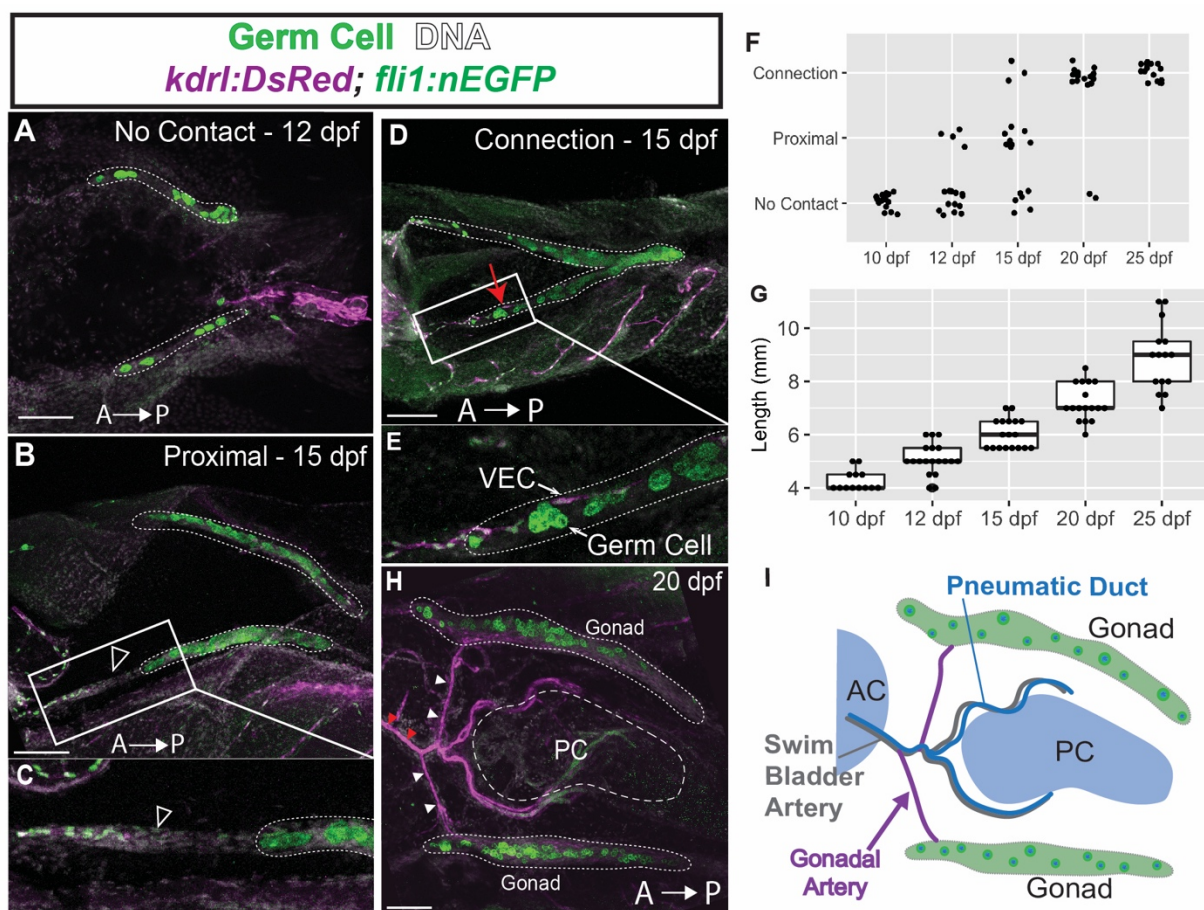 Germ Cell DNA
kdrl:DsRed; fli1:nEGFP
A
No Contact - 12 dpf
A → P
B
Proximal - 15 dpf
A → P
C
D
Connection - 15 dpf
A → P
E
VEC
Germ Cell
F
Connection
Proximal
No Contact
10 dpf 12 dpf 15 dpf 20 dpf 25 dpf
G
Length (mm)
10
8
6
4
10 dpf 12 dpf 15 dpf 20 dpf 25 dpf
H
20 dpf
Gonad
PC
Gonad
A → P
I
Pneumatic Duct
Gonad
AC
PC
Swim
Bladder
Artery
Gonadal
Artery
Gonad